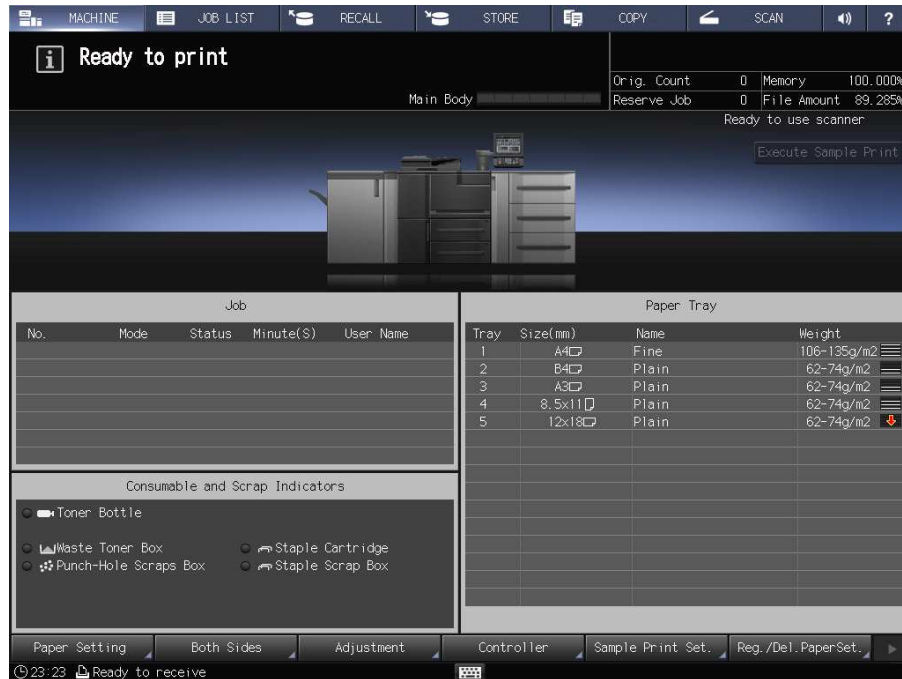 MACHINE JOB LIST RECALL STORE COPY SCAN ?
i Ready to print
Orig. Count 0 Memory 100.000%
Main Body Reserve Job 0 File Amount 89.285%
Ready to use scanner
Execute Sample Print
Job
No. Mode Status Minute(S) User Name
Paper Tray
Tray Size(mm) Name Weight
1 A4 Fine 106-135g/m2
2 B4 Plain 62-74g/m2
3 A3 Plain 62-74g/m2
4 8.5x11 Plain 62-74g/m2
5 12x18 Plain 62-74g/m2
Consumable and Scrap Indicators
Toner Bottle
Waste Toner Box Staple Cartridge
Punch-Hole Scraps Box Staple Scrap Box
Paper Setting Both Sides Adjustment Controller Sample Print Set. Reg./Del.PaperSet.
23:23 Ready to receive